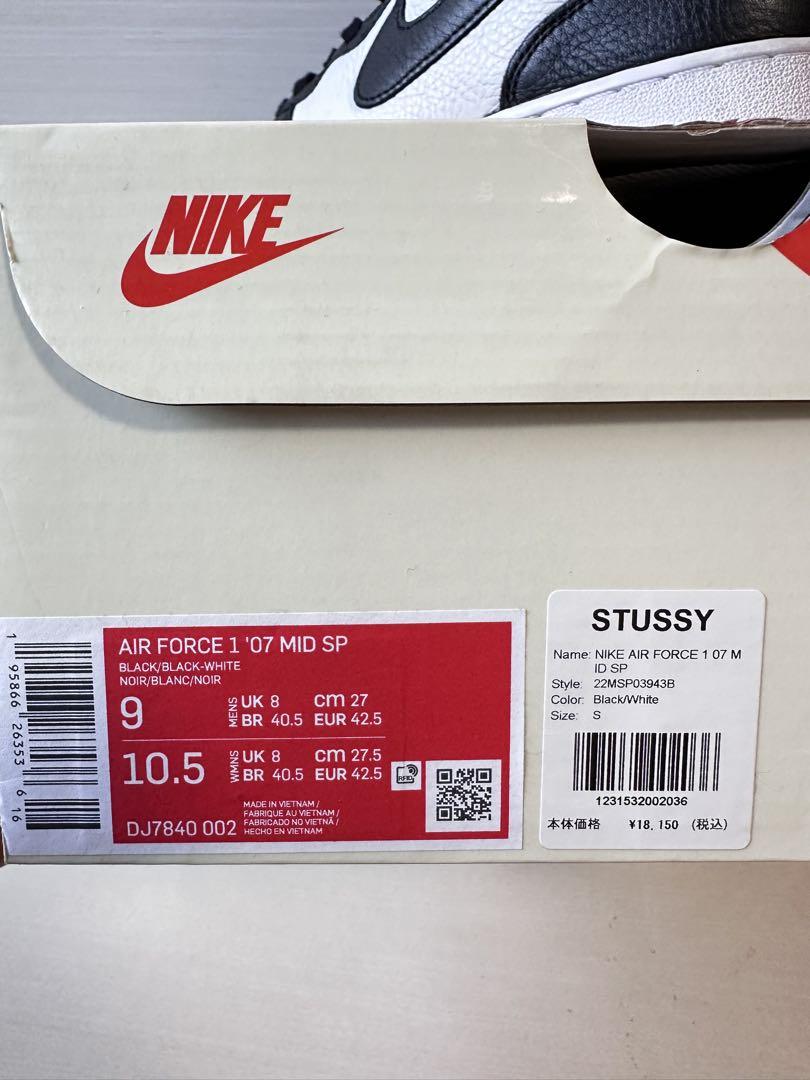 NIKE
AIR FORCE 1 '07 MID SP
BLACK/BLACK-WHITE
NOIR/BLANC/NOIR
9
MENS
UK 8 cm 27
BR 40.5 EUR 42.5
10.5
WMNS
UK 8 cm 27.5
BR 40.5 EUR 42.5
RFID
DJ7840 002
MADE IN VIETNAM /
FABRIQUE AU VIETNAM /
FABRICADO NO VIETNÃ /
HECHO EN VIETNAM
1 95866 26353 6 16
STUSSY
Name: NIKE AIR FORCE 1 07 M
ID SP
Style: 22MSP03943B
Color: Black/White
Size: S
1231532002036
本体価格 ¥18,150 (税込)